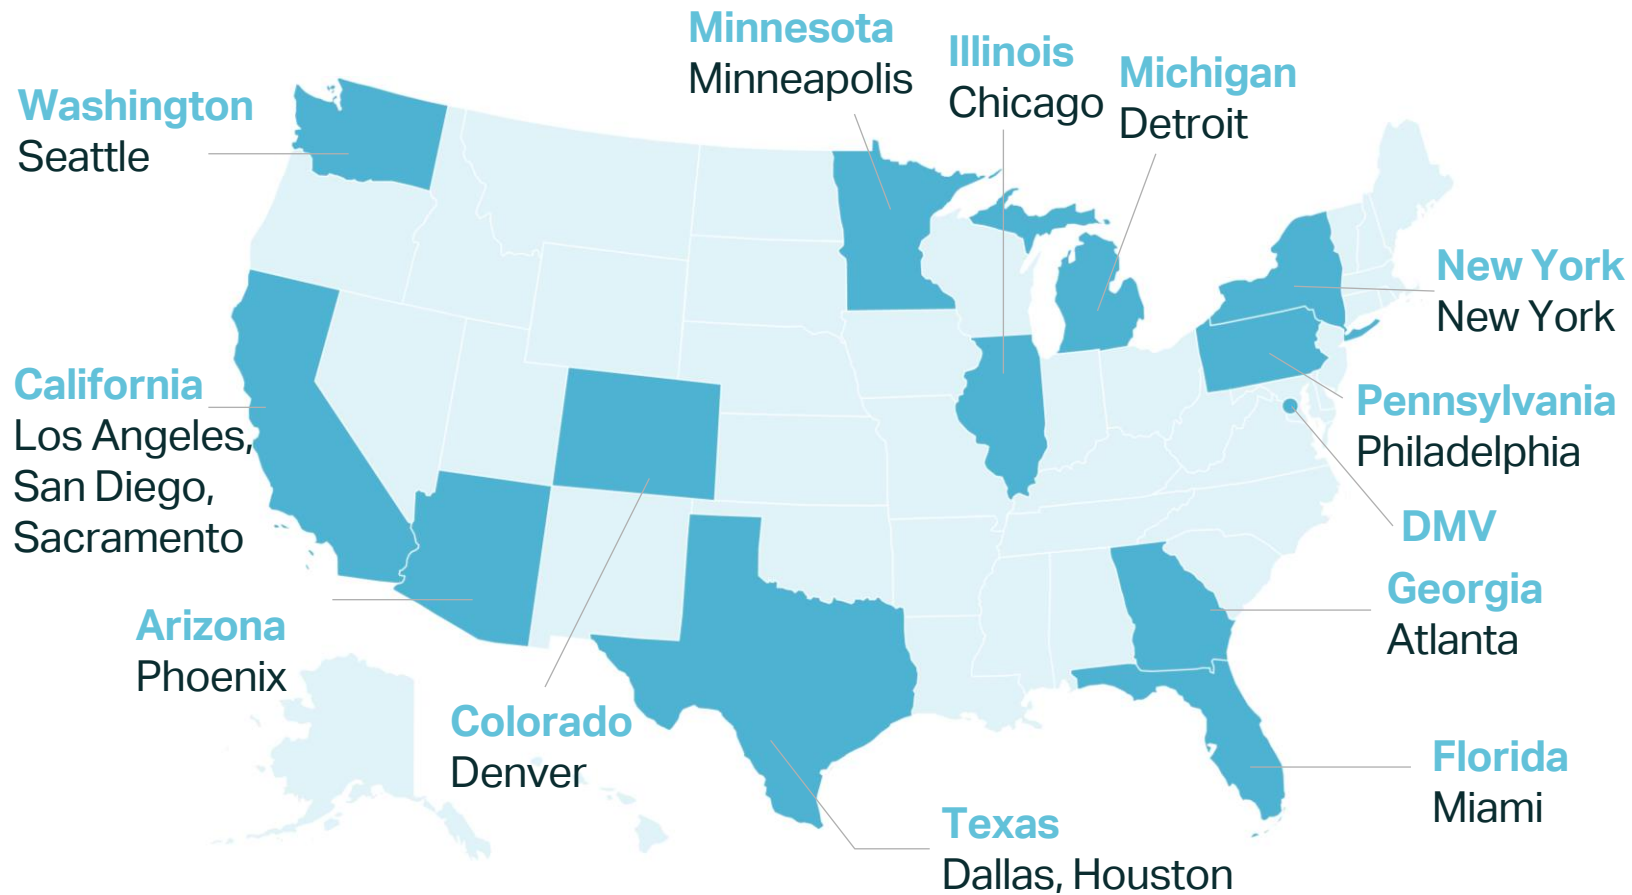 Minnesota
Minneapolis
Illinois
Chicago
Michigan
Detroit
Washington
Seattle
New York
New York
California
Los Angeles,
San Diego,
Sacramento
Pennsylvania
Philadelphia
DMV
Georgia
Atlanta
Arizona
Phoenix
Colorado
Denver
Florida
Miami
Texas
Dallas, Houston